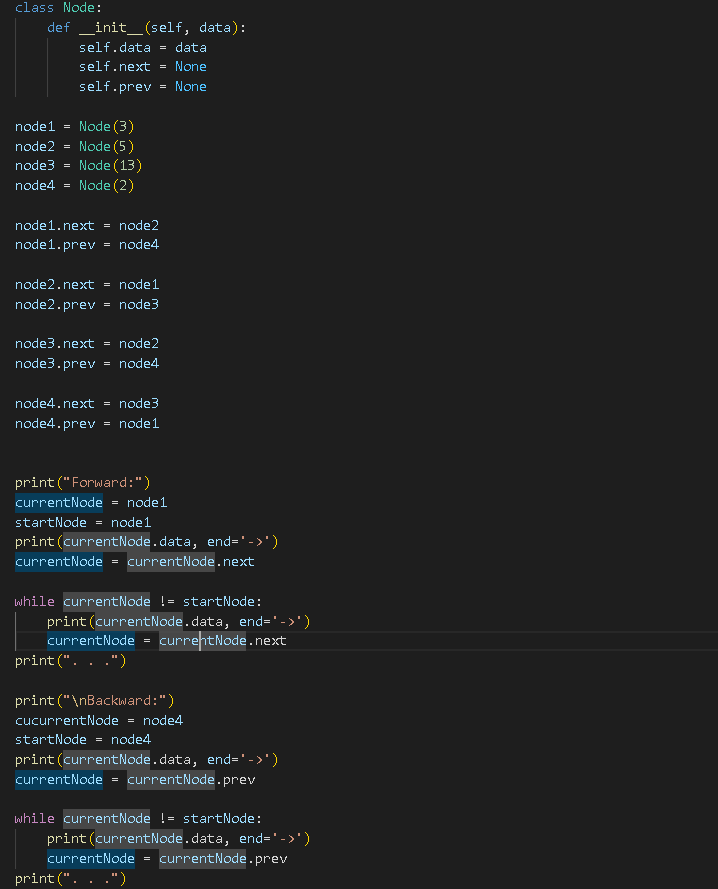 class Node:
    def __init__(self, data):
        self.data = data
        self.next = None
        self.prev = None

node1 = Node(3)
node2 = Node(5)
node3 = Node(13)
node4 = Node(2)

node1.next = node2
node1.prev = node4

node2.next = node1
node2.prev = node3

node3.next = node2
node3.prev = node4

node4.next = node3
node4.prev = node1


print("Forward:")
currentNode = node1
startNode = node1
print(currentNode.data, end='->')
currentNode = currentNode.next

while currentNode != startNode:
    print(currentNode.data, end='->')
    currentNode = currentNode.next
print(". . .")

print("\nBackward:")
cucurrentNode = node4
startNode = node4
print(currentNode.data, end='->')
currentNode = currentNode.prev

while currentNode != startNode:
    print(currentNode.data, end='->')
    currentNode = currentNode.prev
print(". . .")